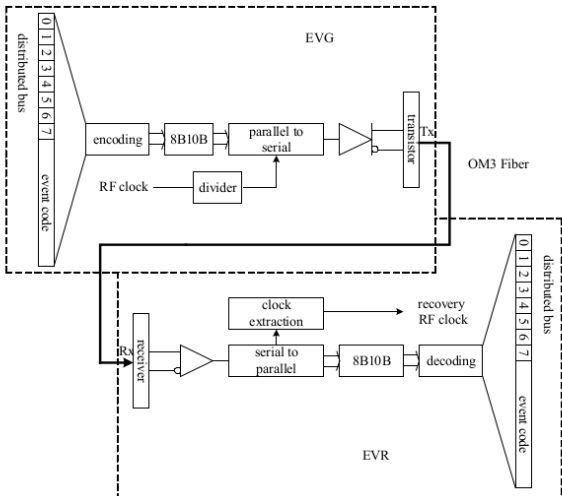 EVG
distributed bus
0
1
2
3
4
5
6
7
event code
encoding
8B10B
parallel to
serial
transistor
Tx
RF clock
divider
OM3 Fiber
Rx
receiver
clock
extraction
recovery
RF clock
serial to
parallel
8B10B
decoding
0
1
2
3
4
5
6
7
event code
distributed bus
EVR